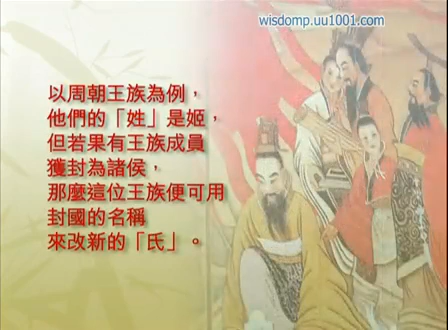 wisdomp.uu1001.com
以周朝王族為例，
他們的「姓」是姬，
但若果有王族成員
獲封為諸侯，
那麼這位王族便可用
封國的名稱
來改新的「氏」。